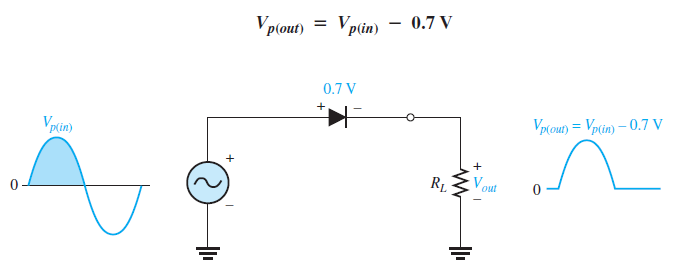 Vp(out) = Vp(in) − 0.7 V
0.7 V
+ −
Vp(in)
Vp(out) = Vp(in) – 0.7 V
+
+
0
RL
Vout
0
−
−